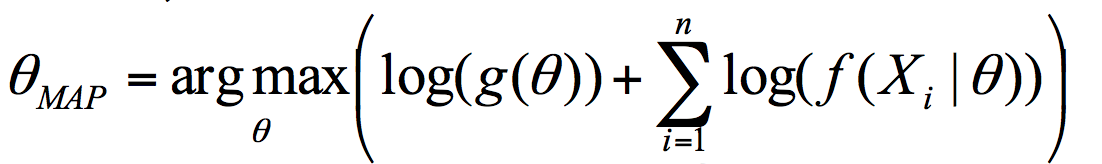 θ_MAP = arg max_θ ( log(g(θ)) + ∑_{i=1}^{n} log(f(X_i | θ)) )